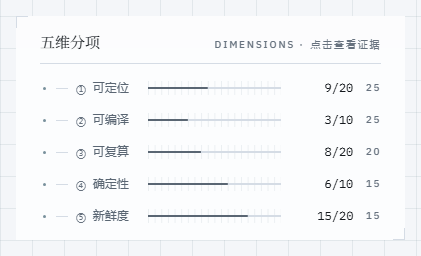 五维分项 DIMENSIONS · 点击查看证据
① 可定位 9/20 25
② 可编译 3/10 25
③ 可复算 8/20 20
④ 确定性 6/10 15
⑤ 新鲜度 15/20 15